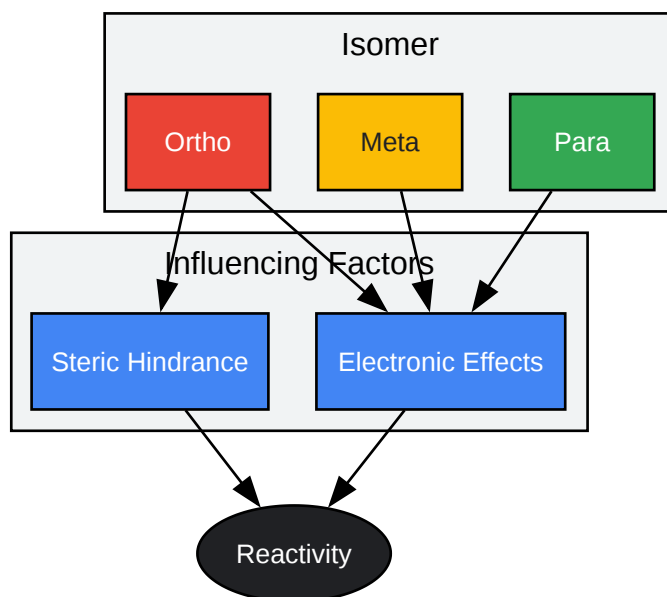 Isomer
Ortho
Meta
Para
Influencing Factors
Steric Hindrance
Electronic Effects
Reactivity